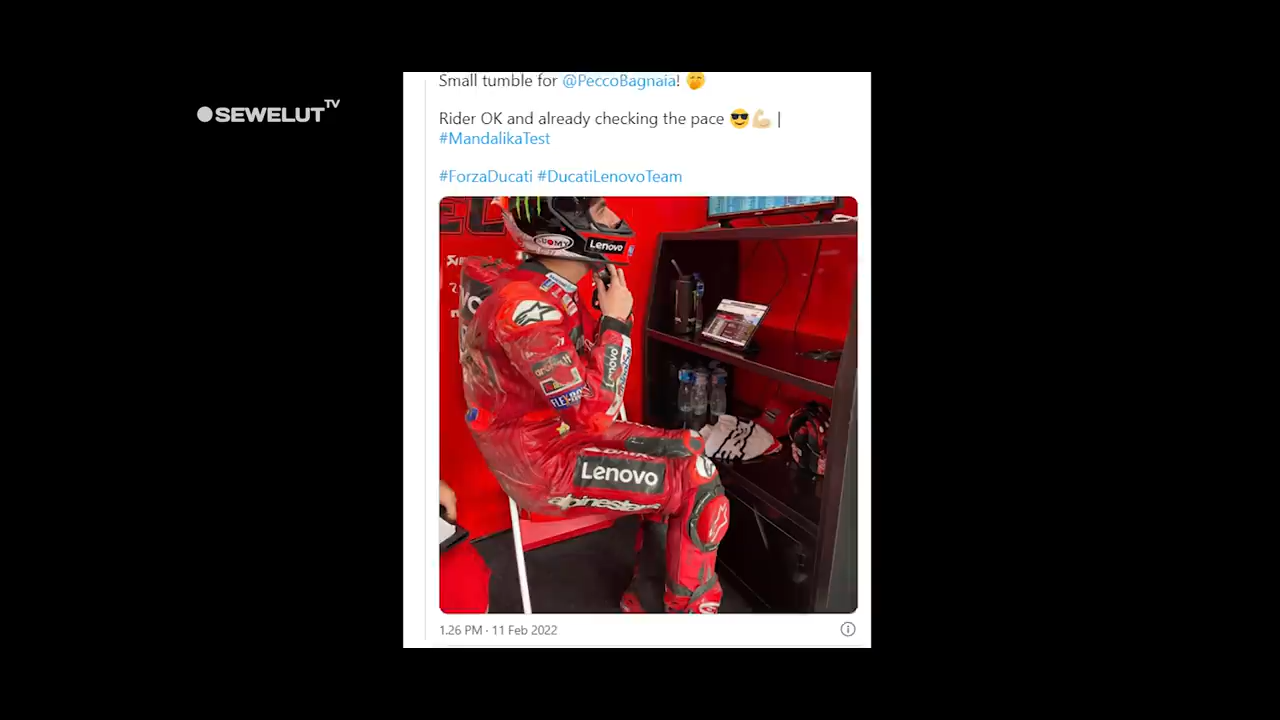 SEWELUT TV
Small tumble for @PeccoBagnaia! 🤭
Rider OK and already checking the pace 😎💪🏼 |
#MandalikaTest
#ForzaDucati #DucatiLenovoTeam
Lenovo
Lenovo
Lenovo
alpinestars
1.26 PM · 11 Feb 2022